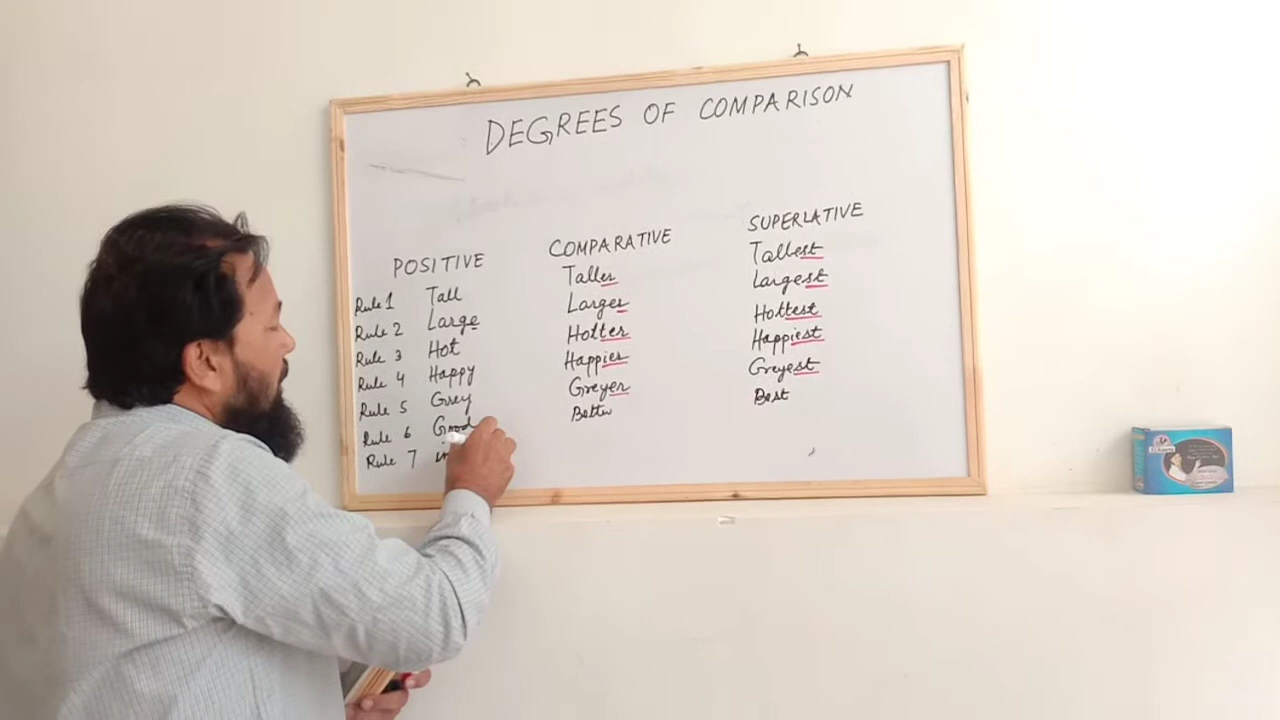 DEGREES OF COMPARISON
POSITIVE COMPARATIVE SUPERLATIVE
Rule 1 Tall Taller Tallest
Rule 2 Large Larger Largest
Rule 3 Hot Hotter Hottest
Rule 4 Happy Happier Happiest
Rule 5 Grey Greyer Greyest
Rule 6 Good Better Best
Rule 7